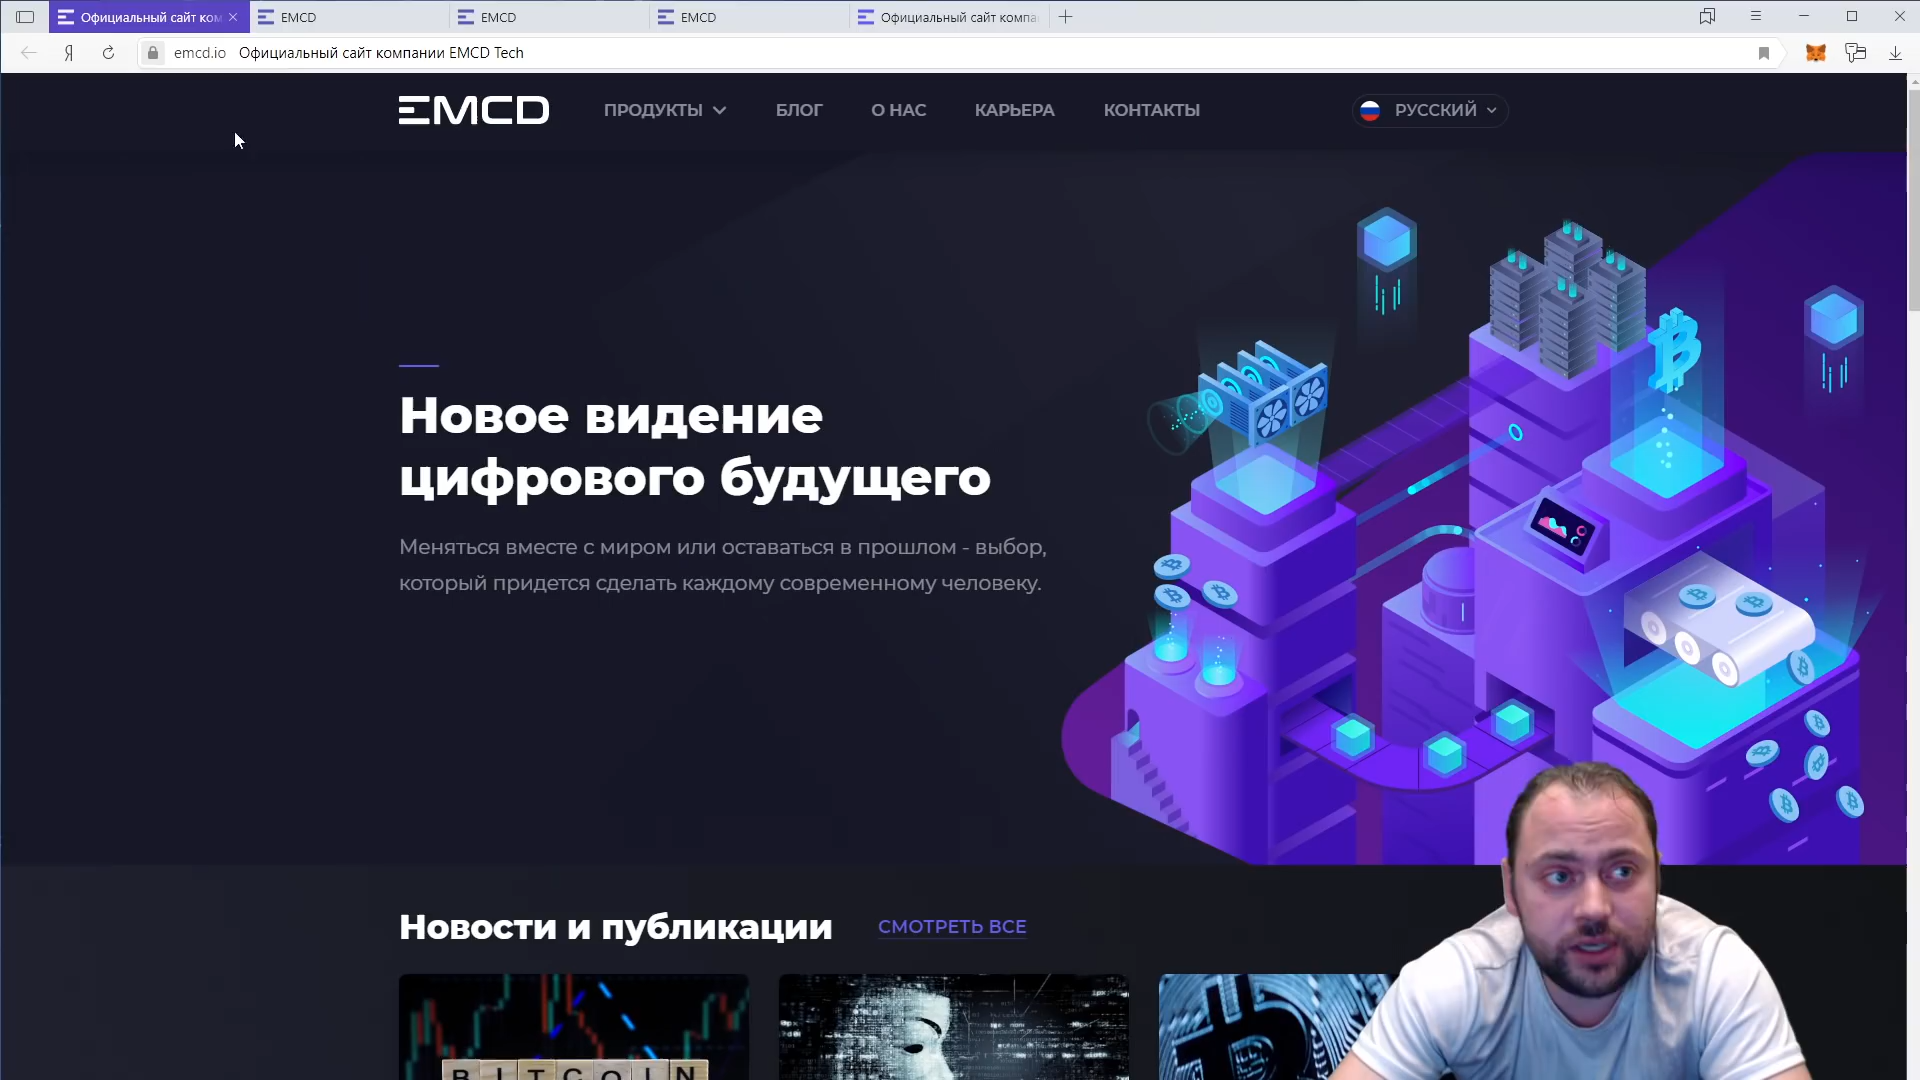 Официальный сайт ком
EMCD
EMCD
EMCD
Официальный сайт компа
emcd.io Официальный сайт компании EMCD Tech
EMCD
ПРОДУКТЫ
БЛОГ
О НАС
КАРЬЕРА
КОНТАКТЫ
РУССКИЙ
Новое видение
цифрового будущего
Меняться вместе с миром или оставаться в прошлом - выбор,
который придется сделать каждому современному человеку.
Новости и публикации
СМОТРЕТЬ ВСЕ
BITCOIN